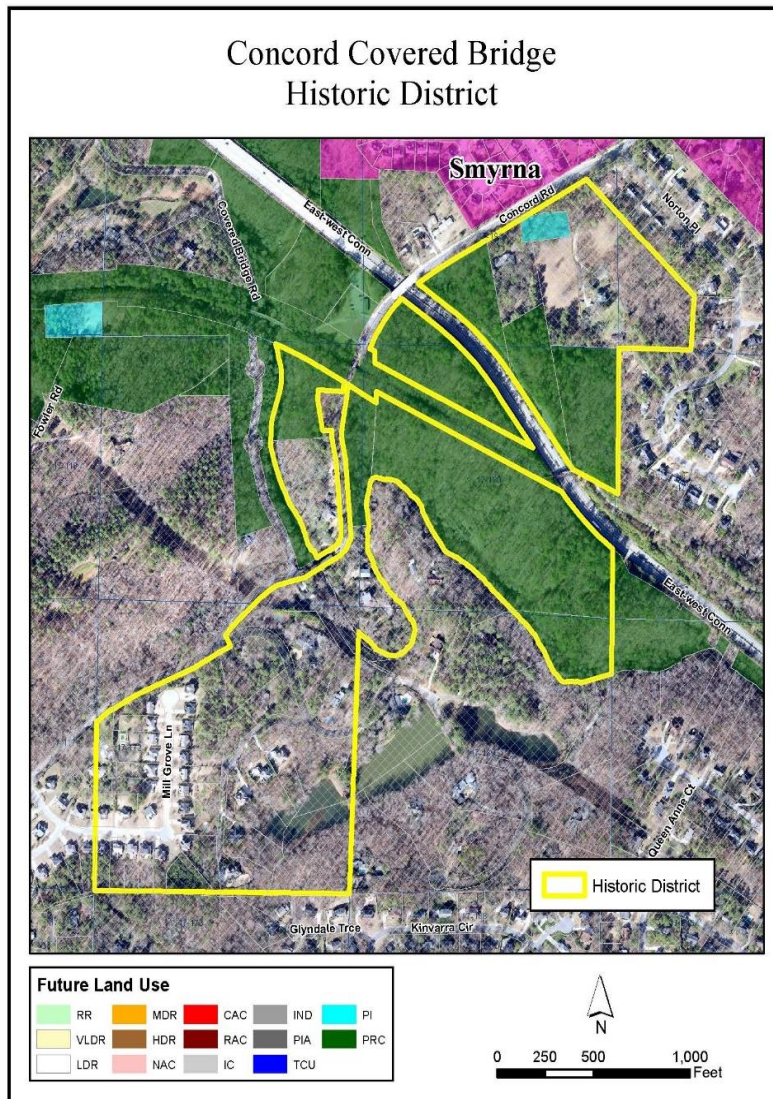 Concord Covered Bridge
Historic District
Smyrna
Concord Rd
Norton Pl
East-west Conn
Covered Bridge Rd
Fowler Rd
East-west Conn
Mill Grove Ln
Queen Anne Ct
Historic District
Glyndale Trce
Kinvarra Cir
Future Land Use
RR MDR CAC IND PI
VLDR HDR RAC PIA PRC
LDR NAC IC TCU
N
0 250 500 1,000
Feet